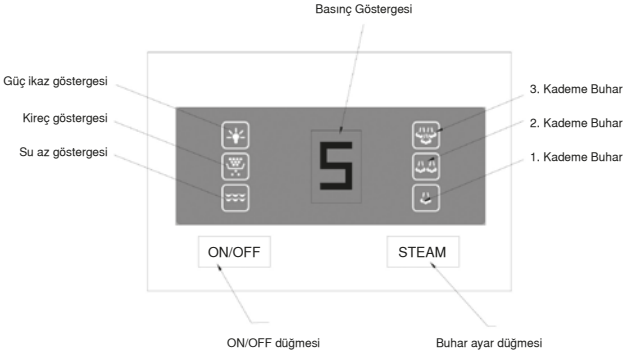 Basınç Göstergesi
Güç ikaz göstergesi
Kireç göstergesi
Su az göstergesi
5
3. Kademe Buhar
2. Kademe Buhar
1. Kademe Buhar
ON/OFF
STEAM
ON/OFF düğmesi
Buhar ayar düğmesi